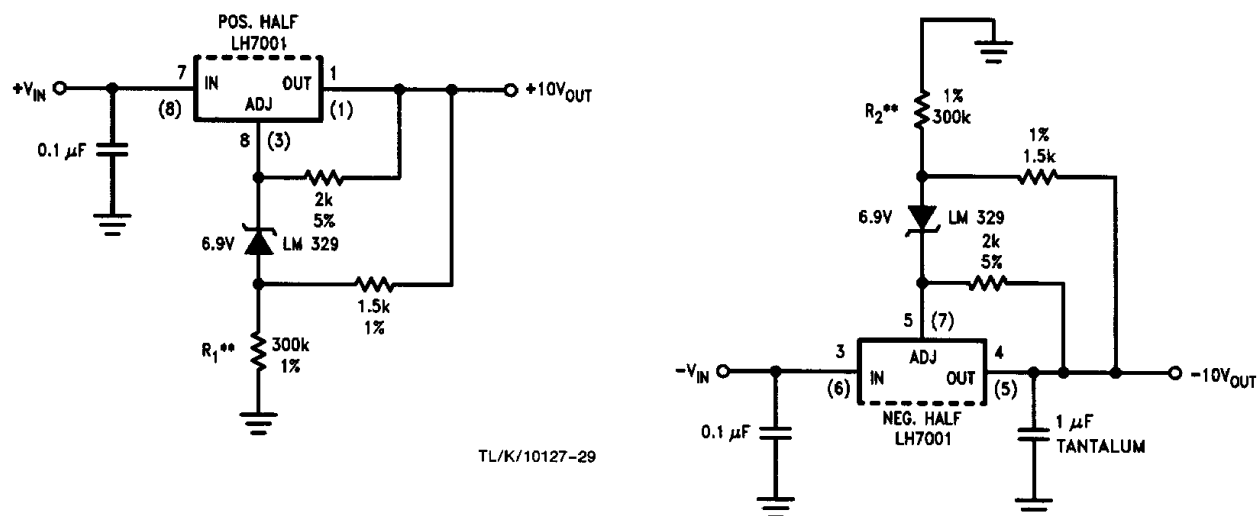 POS. HALF
LH7001
+V_IN
7
IN
OUT
1
(8)
ADJ
(1)
+10V_OUT
8
(3)
0.1 μF
2k
5%
6.9V
LM 329
1.5k
1%
R₁**
300k
1%
TL/K/10127-29
R₂**
1%
300k
1%
1.5k
6.9V
LM 329
2k
5%
5
(7)
-V_IN
3
ADJ
4
(6)
IN
OUT
(5)
-10V_OUT
NEG. HALF
LH7001
0.1 μF
1 μF
TANTALUM